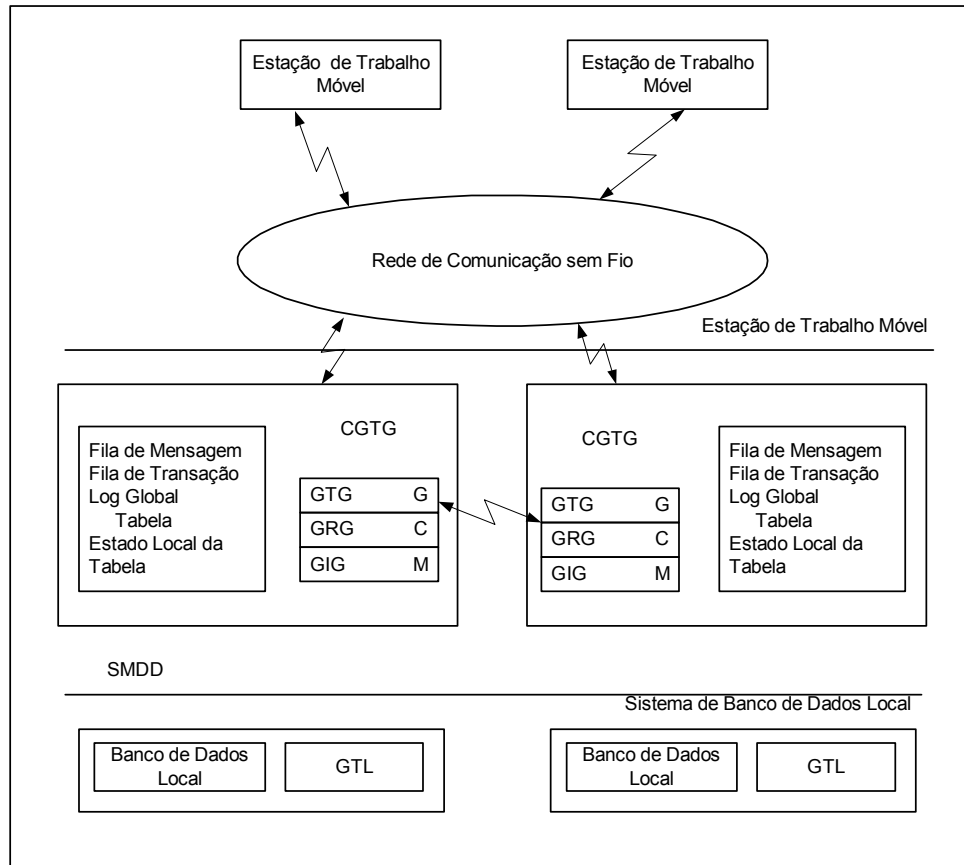 Estação de Trabalho
Móvel
Estação de Trabalho
Móvel
Rede de Comunicação sem Fio
Estação de Trabalho Móvel
Fila de Mensagem
Fila de Transação
Log Global
Tabela
Estado Local da
Tabela
CGTG
GTG G
GRG C
GIG M
CGTG
GTG G
GRG C
GIG M
Fila de Mensagem
Fila de Transação
Log Global
Tabela
Estado Local da
Tabela
SMDD
Sistema de Banco de Dados Local
Banco de Dados
Local
GTL
Banco de Dados
Local
GTL